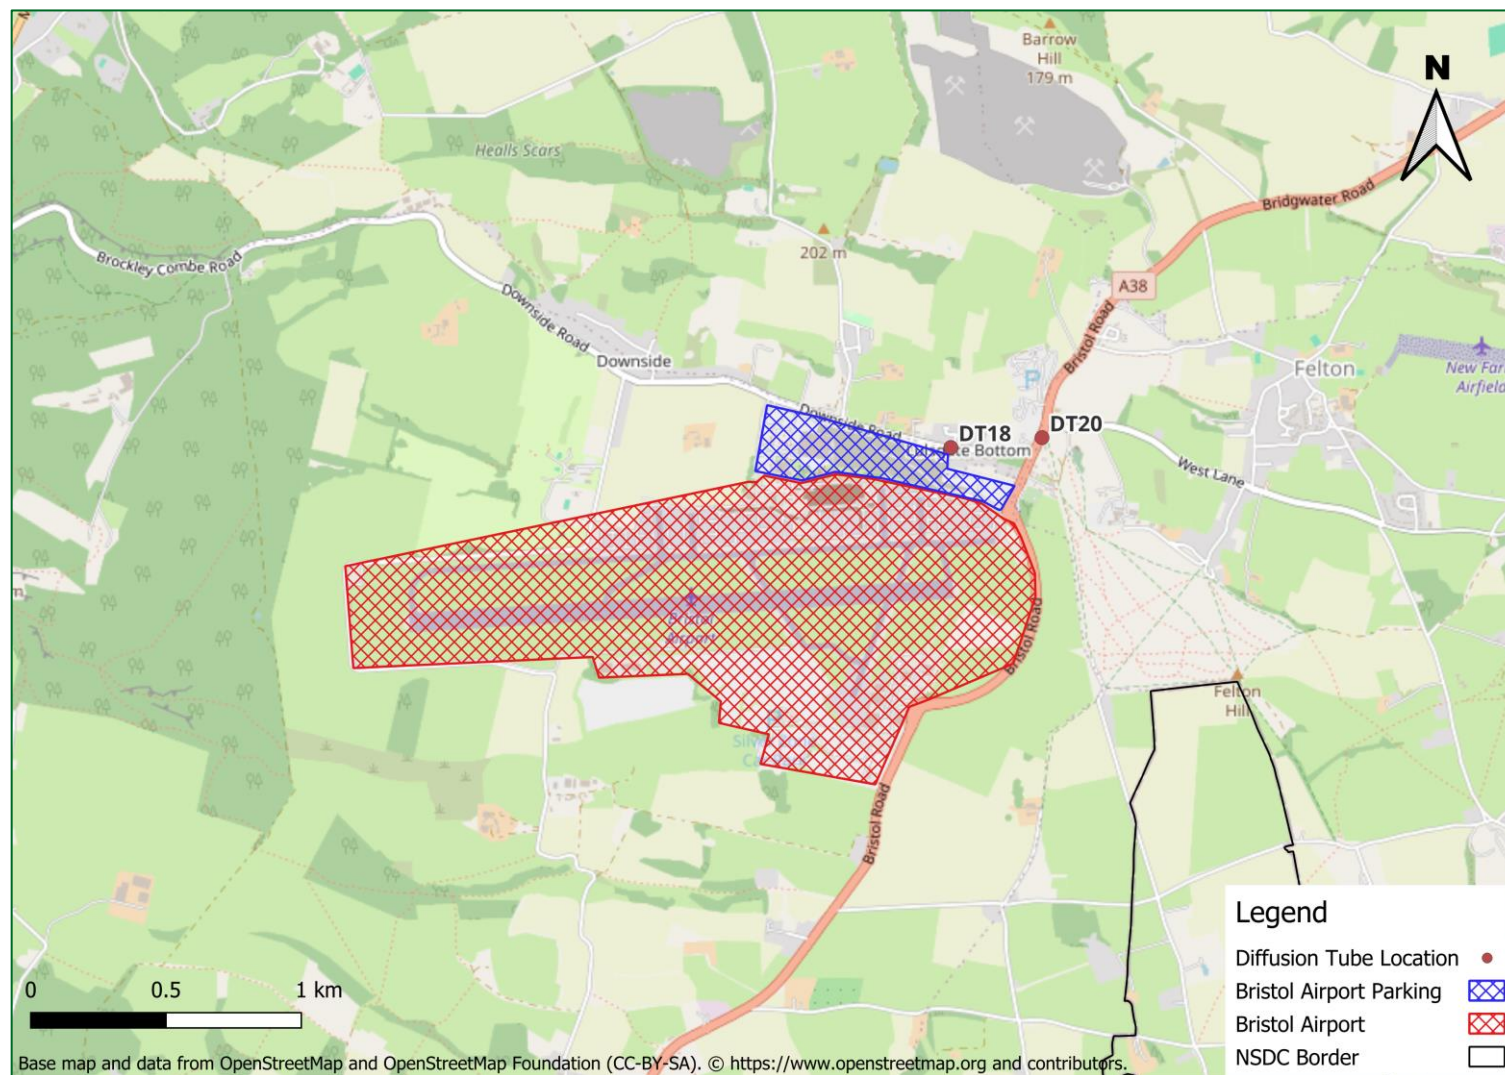 N
Barrow
Hill
179 m
Healls Scars
Bridgwater Road
Brockley Combe Road
202 m
A38
Downside Road
Bristol Road
Downside
Felton
Airfield
P
Downside Road
DT18
DT20
Bottom
West Lane
Bristol
Airport
Bristol Road
Felton
Hill
Bristol Road
0 0.5 1 km
Legend
Diffusion Tube Location
Bristol Airport Parking
Bristol Airport
NSDC Border
Base map and data from OpenStreetMap and OpenStreetMap Foundation (CC-BY-SA). © https://www.openstreetmap.org and contributors.